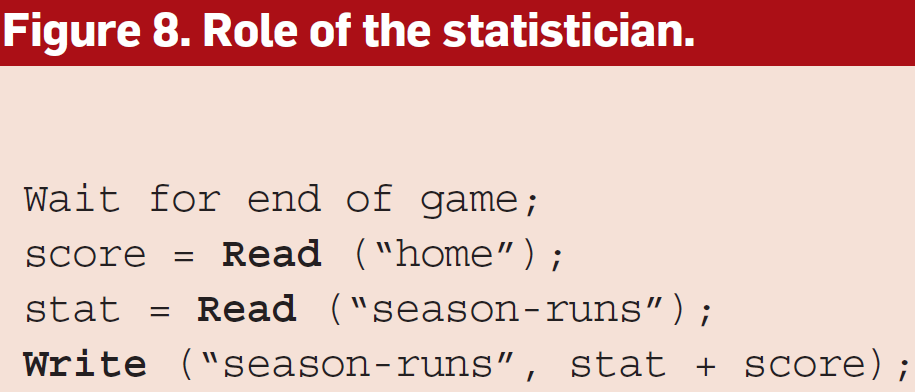 Figure 8. Role of the statistician.
Wait for end of game;
score = Read (“home”);
stat = Read (“season-runs”);
Write (“season-runs”, stat + score);